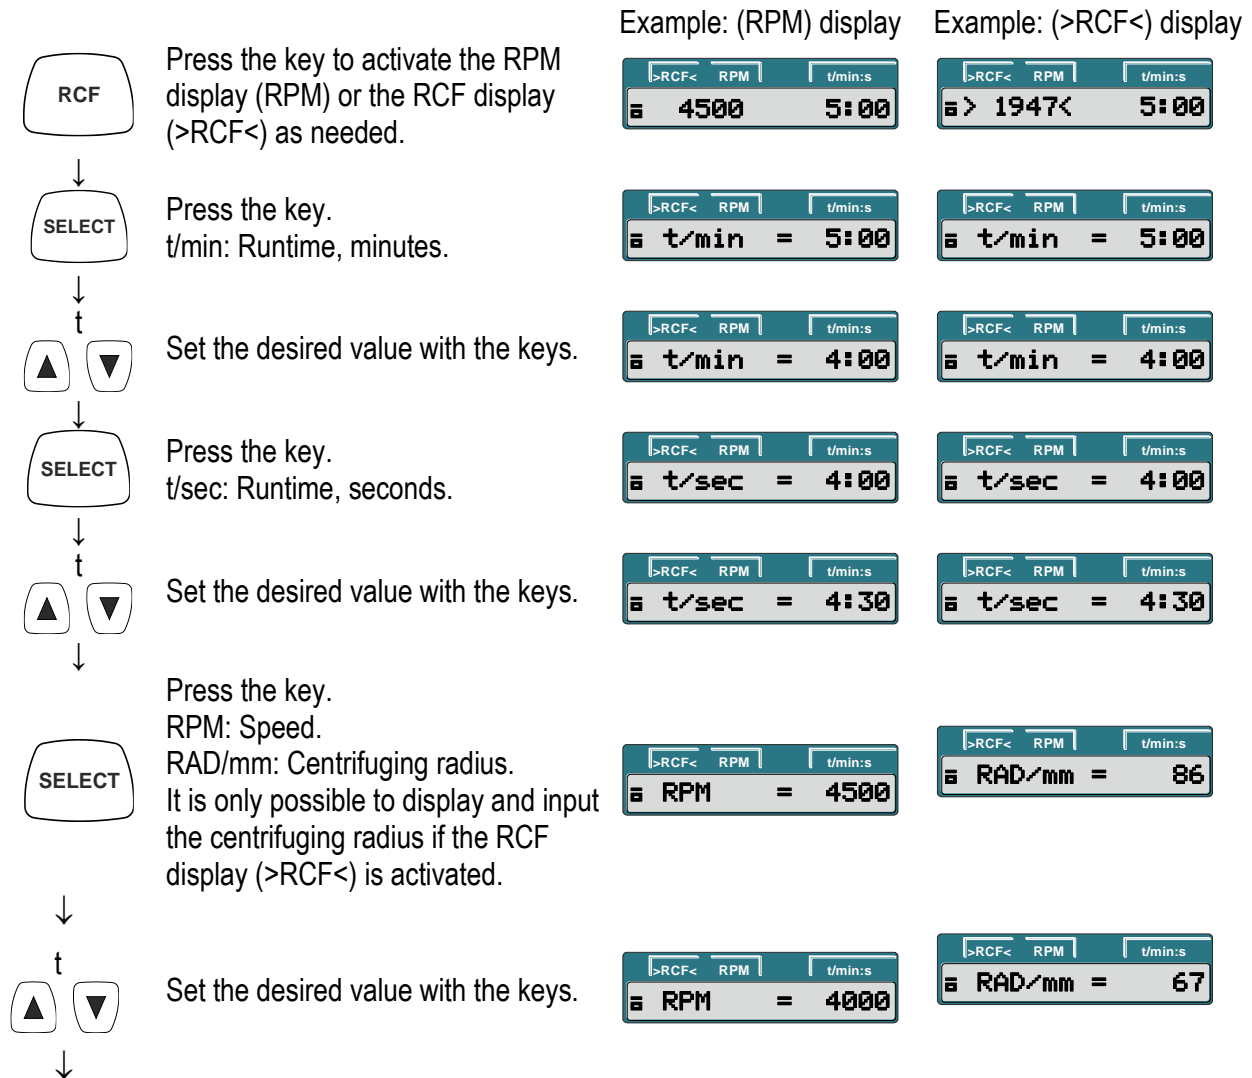 Example: (RPM) display
Example: (>RCF<) display
RCF
Press the key to activate the RPM
display (RPM) or the RCF display
(>RCF<) as needed.
>RCF< RPM t/min:s
4500 5:00
>RCF< RPM t/min:s
> 1947< 5:00
↓
SELECT
Press the key.
t/min: Runtime, minutes.
>RCF< RPM t/min:s
t/min = 5:00
>RCF< RPM t/min:s
t/min = 5:00
↓
t
▲ ▼
Set the desired value with the keys.
>RCF< RPM t/min:s
t/min = 4:00
>RCF< RPM t/min:s
t/min = 4:00
↓
SELECT
Press the key.
t/sec: Runtime, seconds.
>RCF< RPM t/min:s
t/sec = 4:00
>RCF< RPM t/min:s
t/sec = 4:00
↓
t
▲ ▼
Set the desired value with the keys.
>RCF< RPM t/min:s
t/sec = 4:30
>RCF< RPM t/min:s
t/sec = 4:30
↓
SELECT
Press the key.
RPM: Speed.
RAD/mm: Centrifuging radius.
It is only possible to display and input
the centrifuging radius if the RCF
display (>RCF<) is activated.
>RCF< RPM t/min:s
RPM = 4500
>RCF< RPM t/min:s
RAD/mm = 86
↓
t
▲ ▼
Set the desired value with the keys.
>RCF< RPM t/min:s
RPM = 4000
>RCF< RPM t/min:s
RAD/mm = 67
↓